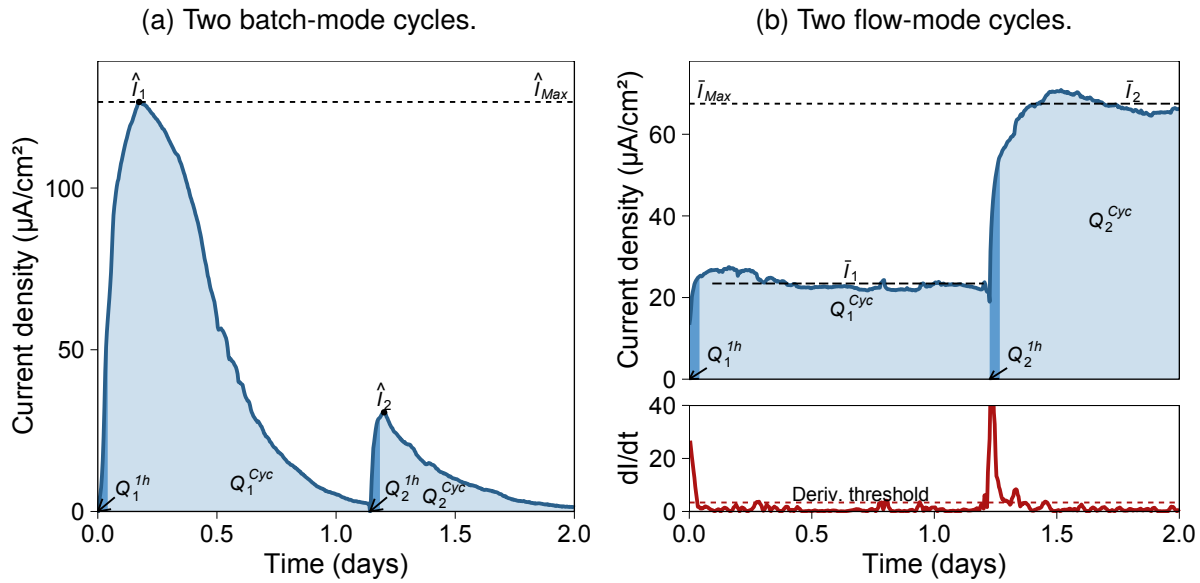 (a) Two batch-mode cycles.
Î₁
Î_Max
Current density (µA/cm²)
100
50
0
Î₂
Q₁^1h
Q₁^Cyc
Q₂^1h
Q₂^Cyc
0.0 0.5 1.0 1.5 2.0
Time (days)
(b) Two flow-mode cycles.
Ī_Max
Ī₂
Current density (µA/cm²)
60
40
20
0
Q₂^Cyc
Ī₁
Q₁^Cyc
Q₁^1h
Q₂^1h
dI/dt
40
20
0
Deriv. threshold
0.0 0.5 1.0 1.5 2.0
Time (days)